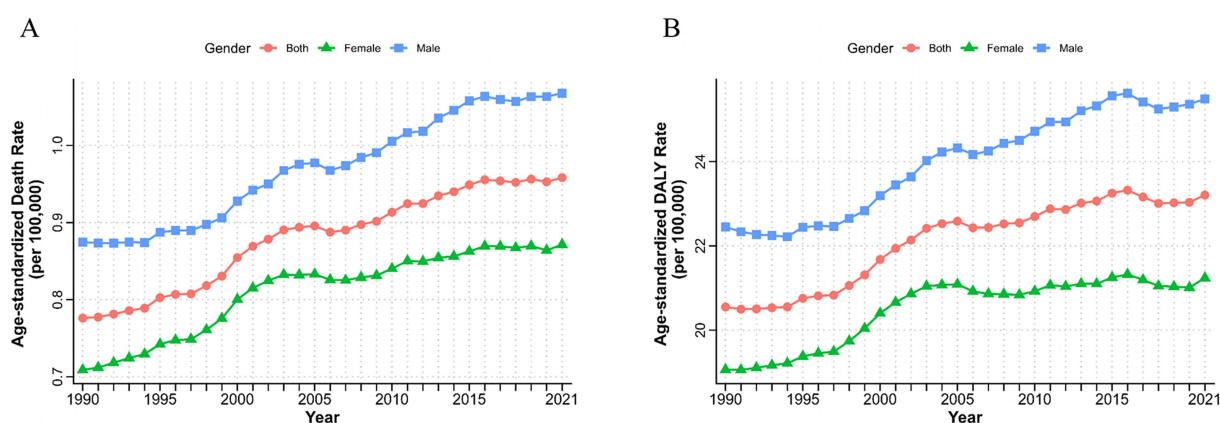 A
Gender Both Female Male
Age-standardized Death Rate
(per 100,000)
1.0
0.9
0.8
0.7
1990 1995 2000 2005 2010 2015 2021
Year
B
Gender Both Female Male
Age-standardized DALY Rate
(per 100,000)
24
22
20
1990 1995 2000 2005 2010 2015 2021
Year